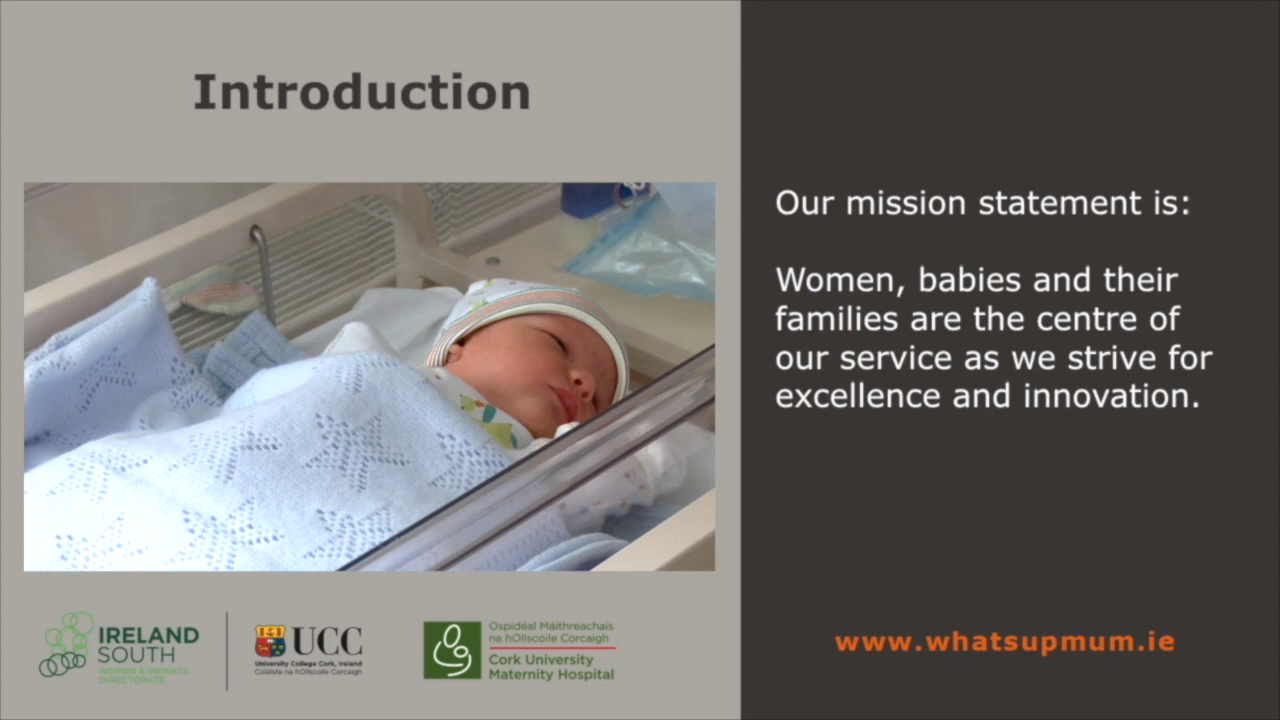 Introduction
Our mission statement is:
Women, babies and their
families are the centre of
our service as we strive for
excellence and innovation.
IRELAND
SOUTH
WOMEN & INFANTS
DIRECTORATE
UCC
University College Cork, Ireland
Coláiste na hOllscoile Corcaigh
Ospidéal Máithreachais
na hOllscoile Corcaigh
Cork University
Maternity Hospital
www.whatsupmum.ie